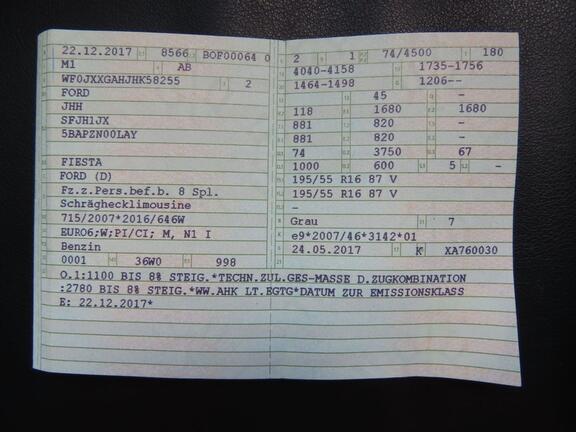 22.12.2017 8566 BOF00064 0
M1 AB
WF0JXXGAHJHK58255 2
FORD
JHH
SFJH1JX
5BAPZN00LAY
FIESTA
FORD (D)
Fz.z.Pers.bef.b. 8 Spl.
Schräghecklimousine
715/2007*2016/646W
EURO6;W;PI/CI; M, N1 I
Benzin
0001 36W0 998
2 1 74/4500 180
4040-4158 1735-1756
1464-1498 1206--
45 -
118 1680 1680
881 820 -
881 820 -
74 3750 67
1000 600 5 -
195/55 R16 87 V
195/55 R16 87 V
-
Grau 7
e9*2007/46*3142*01
24.05.2017 K XA760030
O.1:1100 BIS 8% STEIG.*TECHN.ZUL.GES-MASSE D.ZUGKOMBINATION
:2780 BIS 8% STEIG.*WW.AHK LT.EGTG*DATUM ZUR EMISSIONSKLASS
E: 22.12.2017*